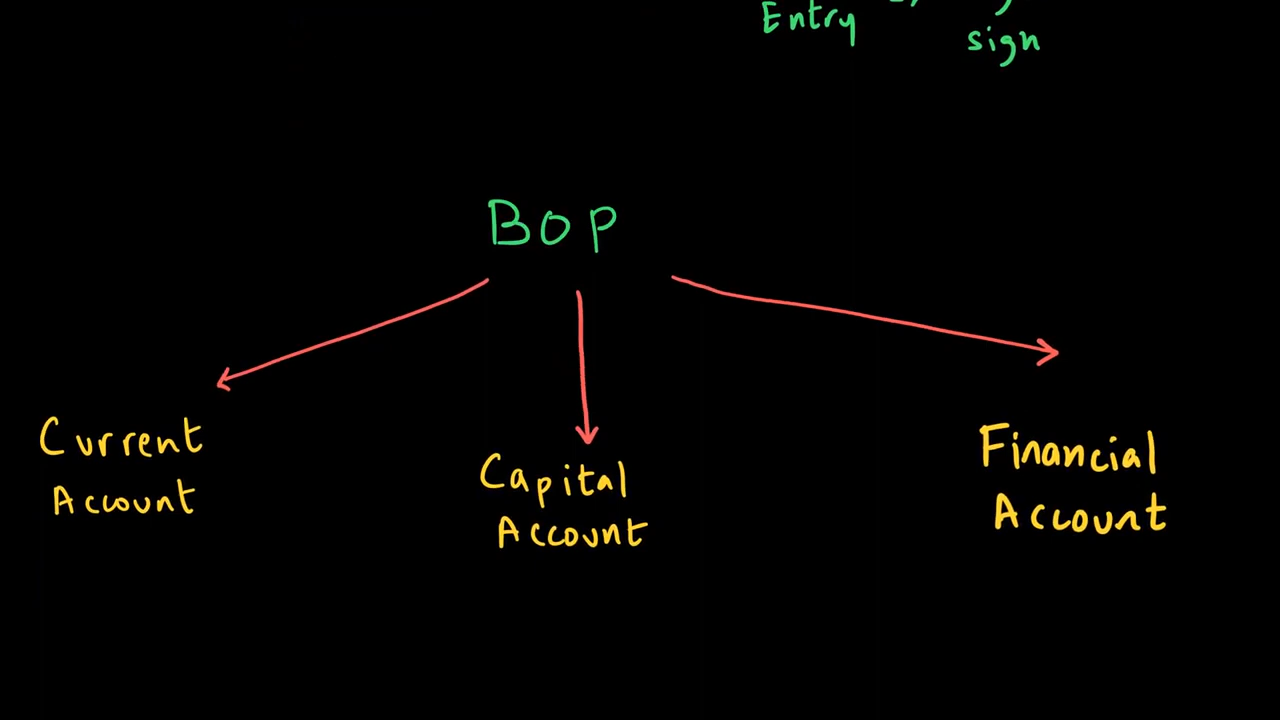 Entry
sign
BOP
Current
Account
Capital
Account
Financial
Account